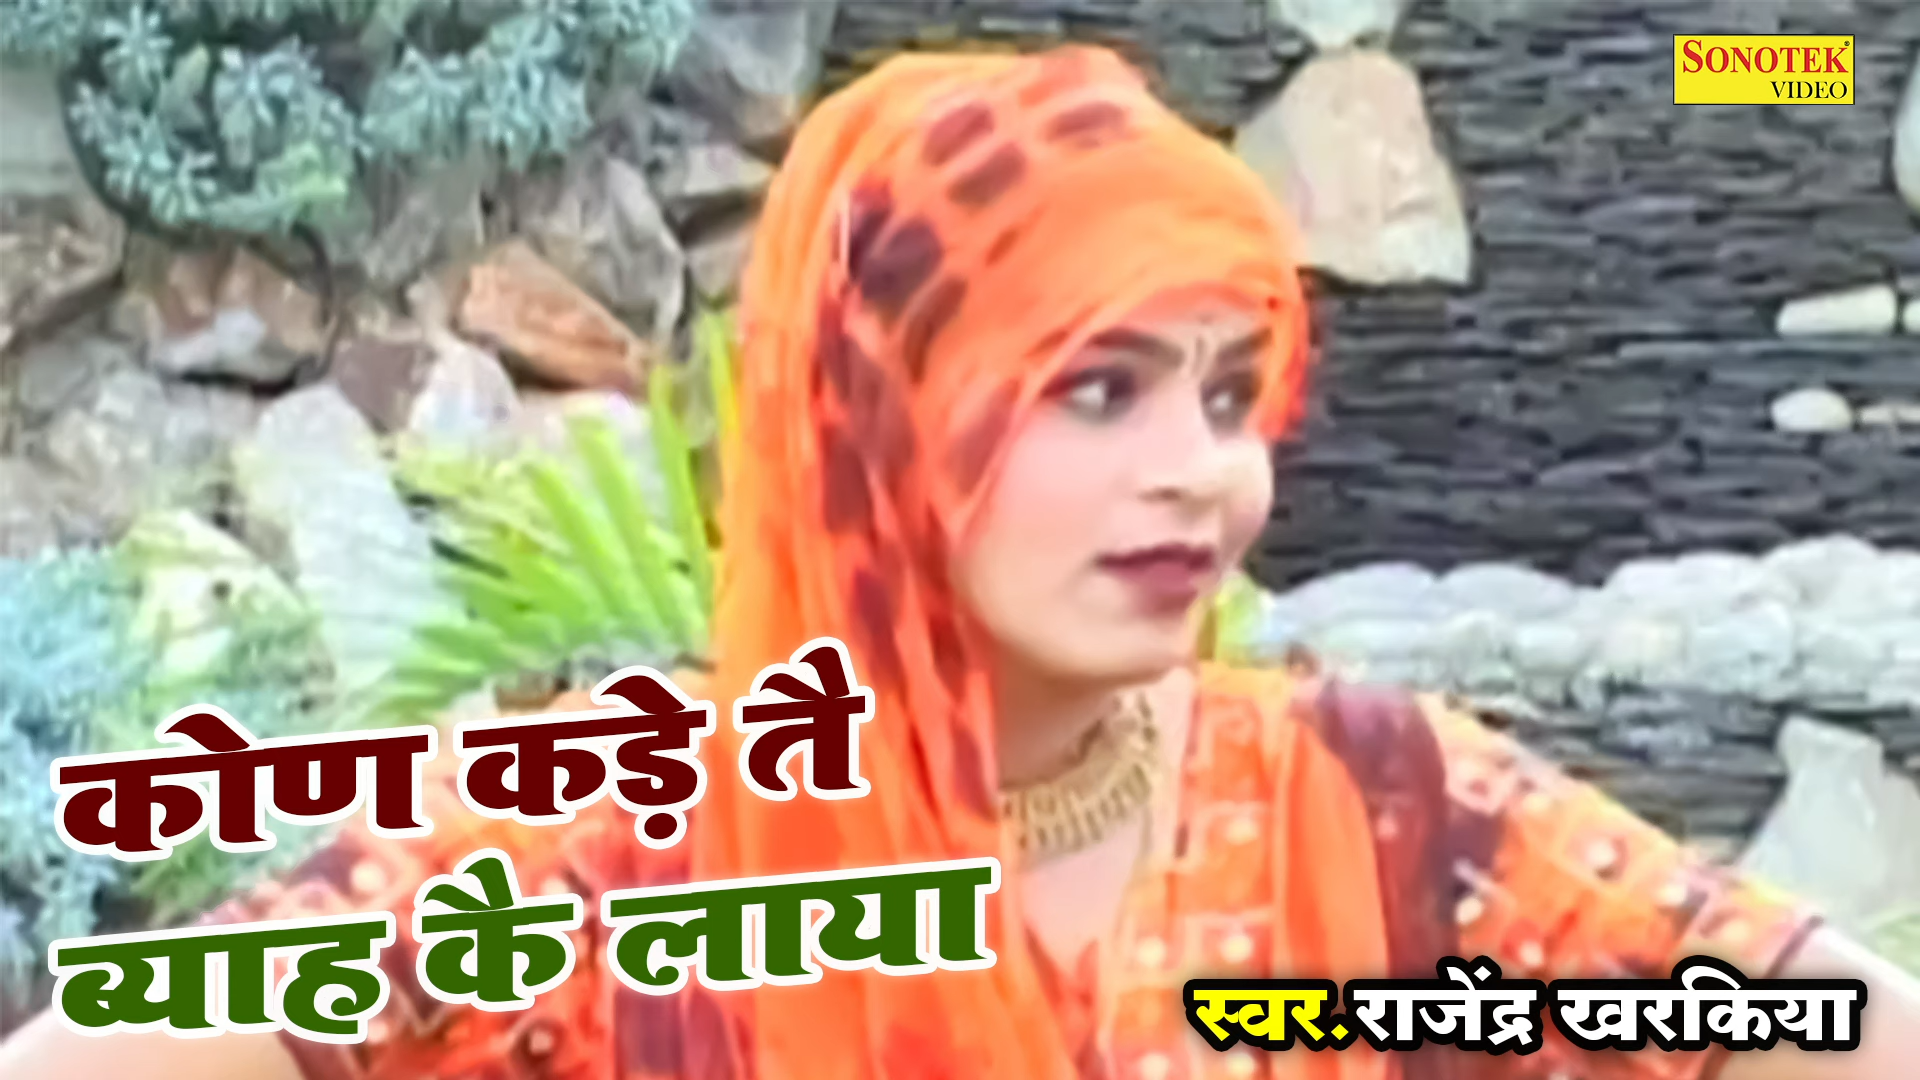 SONOTEK
VIDEO
कोण कड़े तै
ब्याह कै लाया
स्वर.राजेंद्र खरकिया